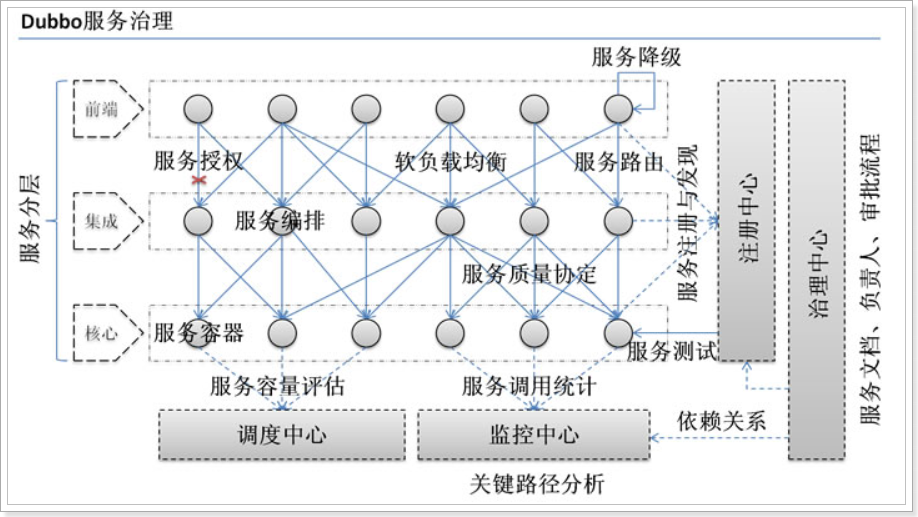 Dubbo服务治理
服务降级
前端
服务授权
软负载均衡
服务路由
服务分层
集成
服务编排
服务注册与发现
注册中心
治理中心
服务文档、负责人、审批流程
服务质量协定
核心
服务容器
服务测试
服务容量评估
服务调用统计
调度中心
监控中心
依赖关系
关键路径分析